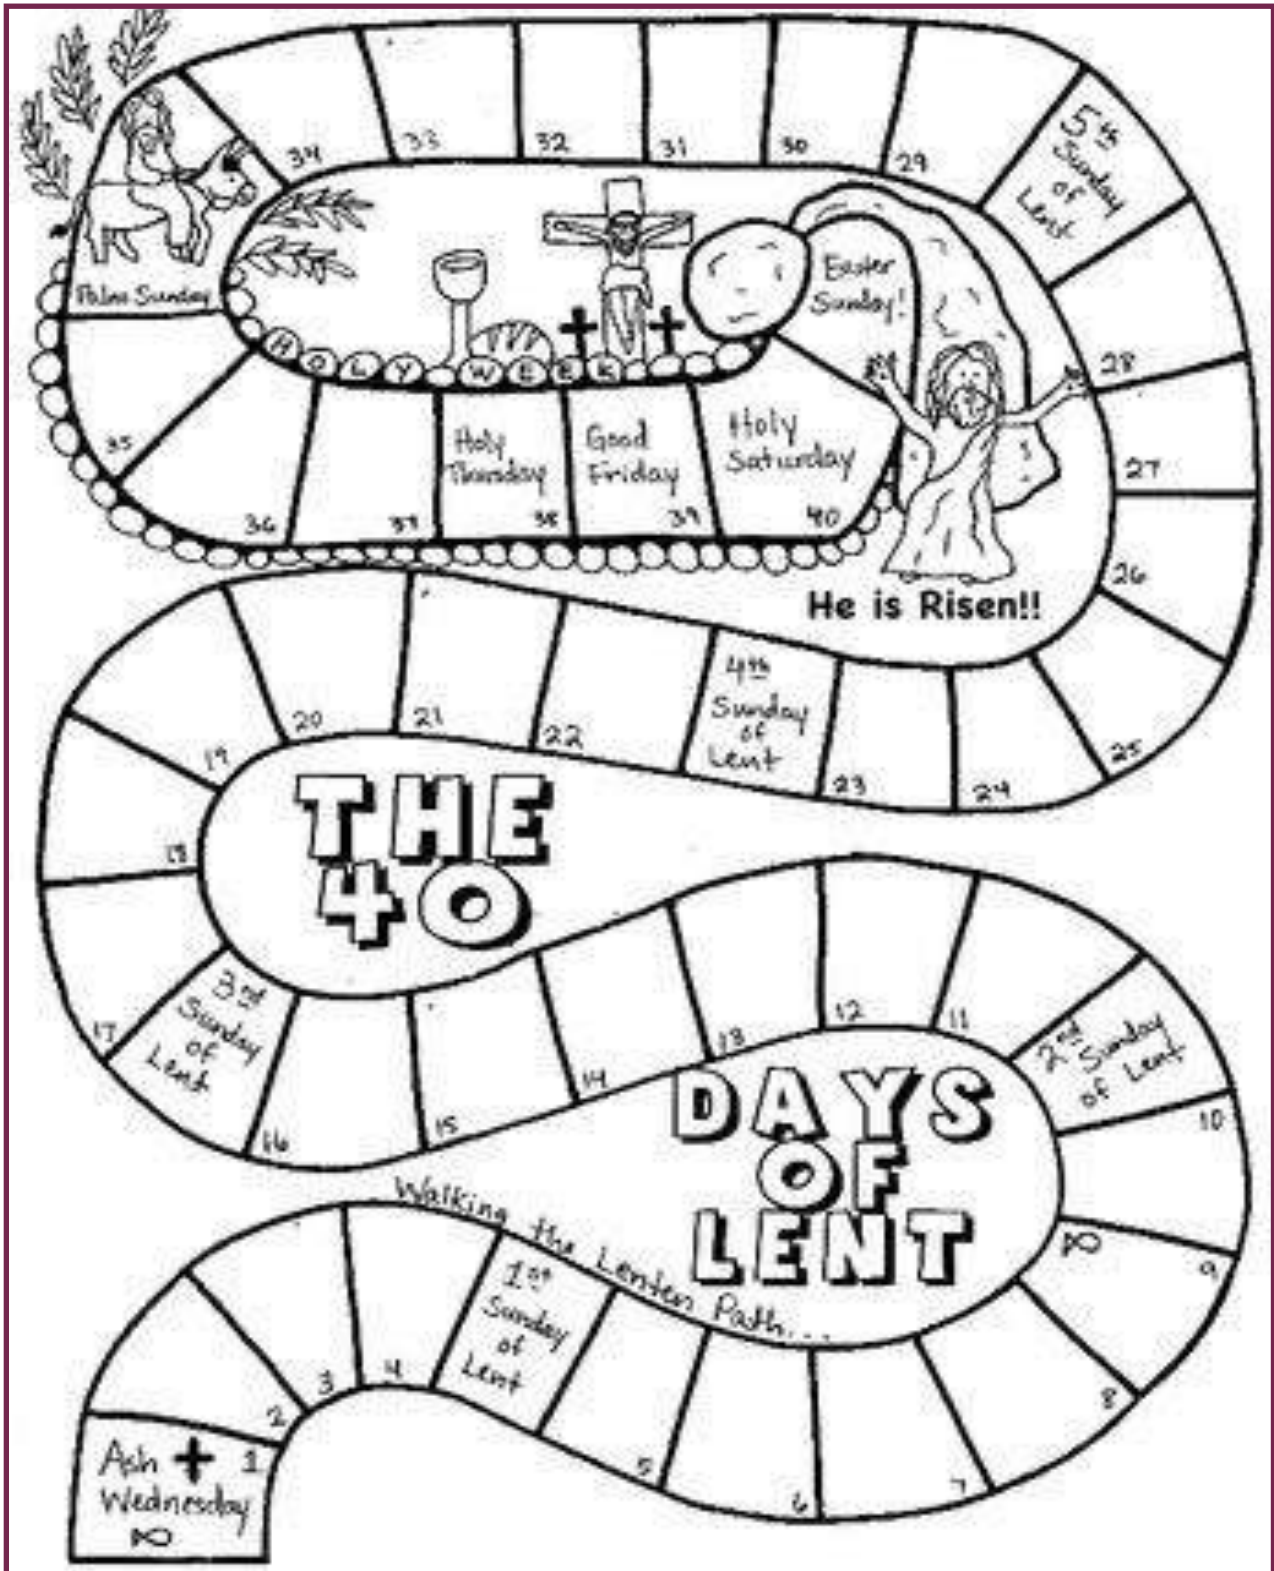 34
33
32
31
30
29
5th
Sunday
of
Lent
Palm Sunday
Easter
Sunday!
HOLY WEEK
28
35
Holy
Thursday
Good
Friday
Holy
Saturday
27
36
37
38
39
40
26
He is Risen!!
4th
Sunday
of
Lent
20
21
22
19
23
24
25
THE
40
18
17
3rd
Sunday
of
Lent
16
15
14
13
12
11
2nd Sunday
of Lent
10
DAYS
OF
LENT
Walking the Lenten Path...
9
1st
Sunday
of
Lent
8
7
6
5
4
3
2
Ash 1
Wednesday